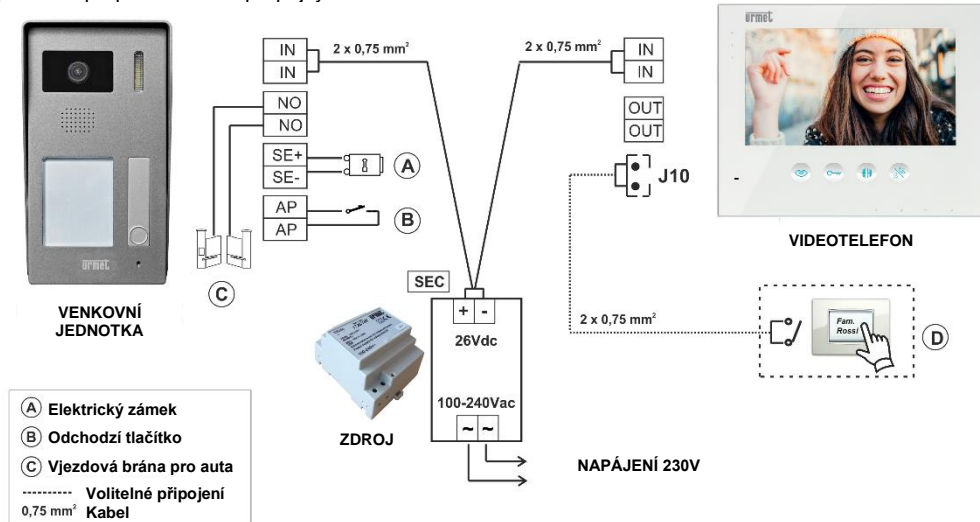 IN
IN
2 x 0,75 mm²
2 x 0,75 mm²
IN
IN
urmet
NO
NO
OUT
OUT
SE+
SE-
A
J10
AP
AP
B
urmet
C
VENKOVNÍ
JEDNOTKA
VIDEOTELEFON
SEC
+ -
26Vdc
2 x 0,75 mm²
Fam.
Rossi
D
urmet
100-240Vac
~ ~
ZDROJ
NAPÁJENÍ 230V
A Elektrický zámek
B Odchodzí tlačítko
C Vjezdová brána pro auta
---------- Volitelné připojení
0,75 mm² Kabel